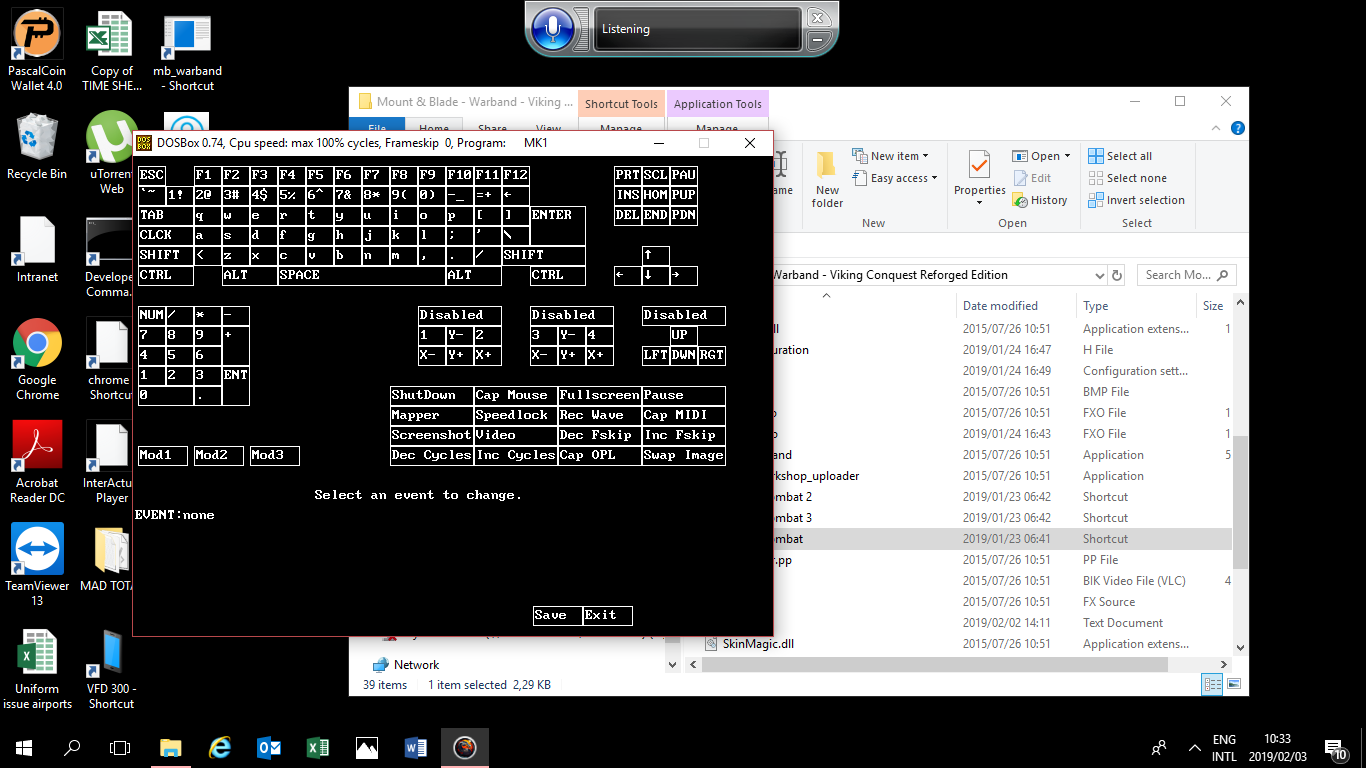 Listening
PascalCoin
Wallet 4.0
Copy of
TIME SHE...
mb_warband
- Shortcut
Recycle Bin
uTorrent
Web
Intranet
Develope
Comma.
Google
Chrome
chrome
Shortcut
Acrobat
Reader DC
InterActu
Player
TeamViewer
13
MAD TOT
Uniform
issue airports
VFD 300 -
Shortcut
Mount & Blade - Warband - Viking ...
Shortcut Tools
Application Tools
File
Home
Share
View
Manage
Manage
ame
New
folder
New item
Easy access
New
Properties
Open
History
Open
Select all
Select none
Invert selection
Select
Warband - Viking Conquest Reforged Edition
Search Mo...
Date modified Type Size
ll 2015/07/26 10:51 Application extens... 1
uration 2019/01/24 16:47 H File
2019/01/24 16:49 Configuration sett...
2015/07/26 10:51 BMP File
2015/07/26 10:51 FXO File 1
2019/01/24 16:43 FXO File 1
and 2015/07/26 10:51 Application 5
rkshop_uploader 2015/07/26 10:51 Application
ombat 2 2019/01/23 06:42 Shortcut
ombat 3 2019/01/23 06:42 Shortcut
ombat 2019/01/23 06:41 Shortcut
r.pp 2015/07/26 10:51 PP File
2015/07/26 10:51 BIK Video File (VLC) 4
2015/07/26 10:51 FX Source
2019/02/02 14:11 Text Document
SkinMagic.dll 2015/07/26 10:51 Application extens...
Network
39 items 1 item selected 2,29 KB
DOS
BOX
DOSBox 0.74, Cpu speed: max 100% cycles, Frameskip 0, Program: MK1
ESC F1 F2 F3 F4 F5 F6 F7 F8 F9 F10 F11 F12 PRT SCL PAU
`~ 1! 2@ 3# 4$ 5% 6^ 7& 8* 9( 0) -_ =+ ← INS HOM PUP
TAB q w e r t y u i o p [ ] ENTER DEL END PDN
CLCK a s d f g h j k l ; ' \
SHIFT < z x c v b n m , . / SHIFT ↑
CTRL ALT SPACE ALT CTRL ← ↓ →
NUM / * - Disabled Disabled Disabled
7 8 9 + 1 Y- 2 3 Y- 4 UP
4 5 6 X- Y+ X+ X- Y+ X+ LFT DWN RGT
1 2 3 ENT
0 . ShutDown Cap Mouse Fullscreen Pause
Mapper Speedlock Rec Wave Cap MIDI
Screenshot Video Dec Fskip Inc Fskip
Mod1 Mod2 Mod3 Dec Cycles Inc Cycles Cap OPL Swap Image
Select an event to change.
EVENT:none
Save Exit
ENG
INTL
10:33
2019/02/03
10